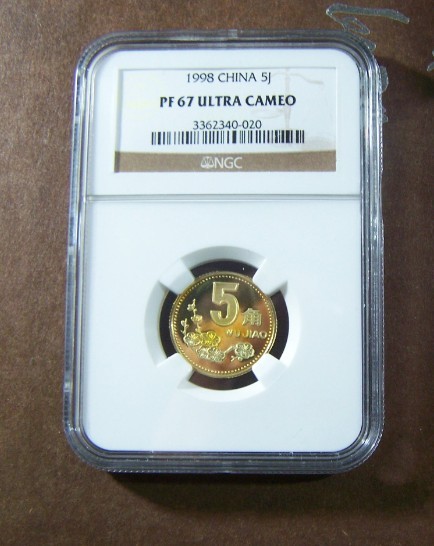 1998 CHINA 5J
PF 67 ULTRA CAMEO
3362340-020
NGC
5 角
WU JIAO